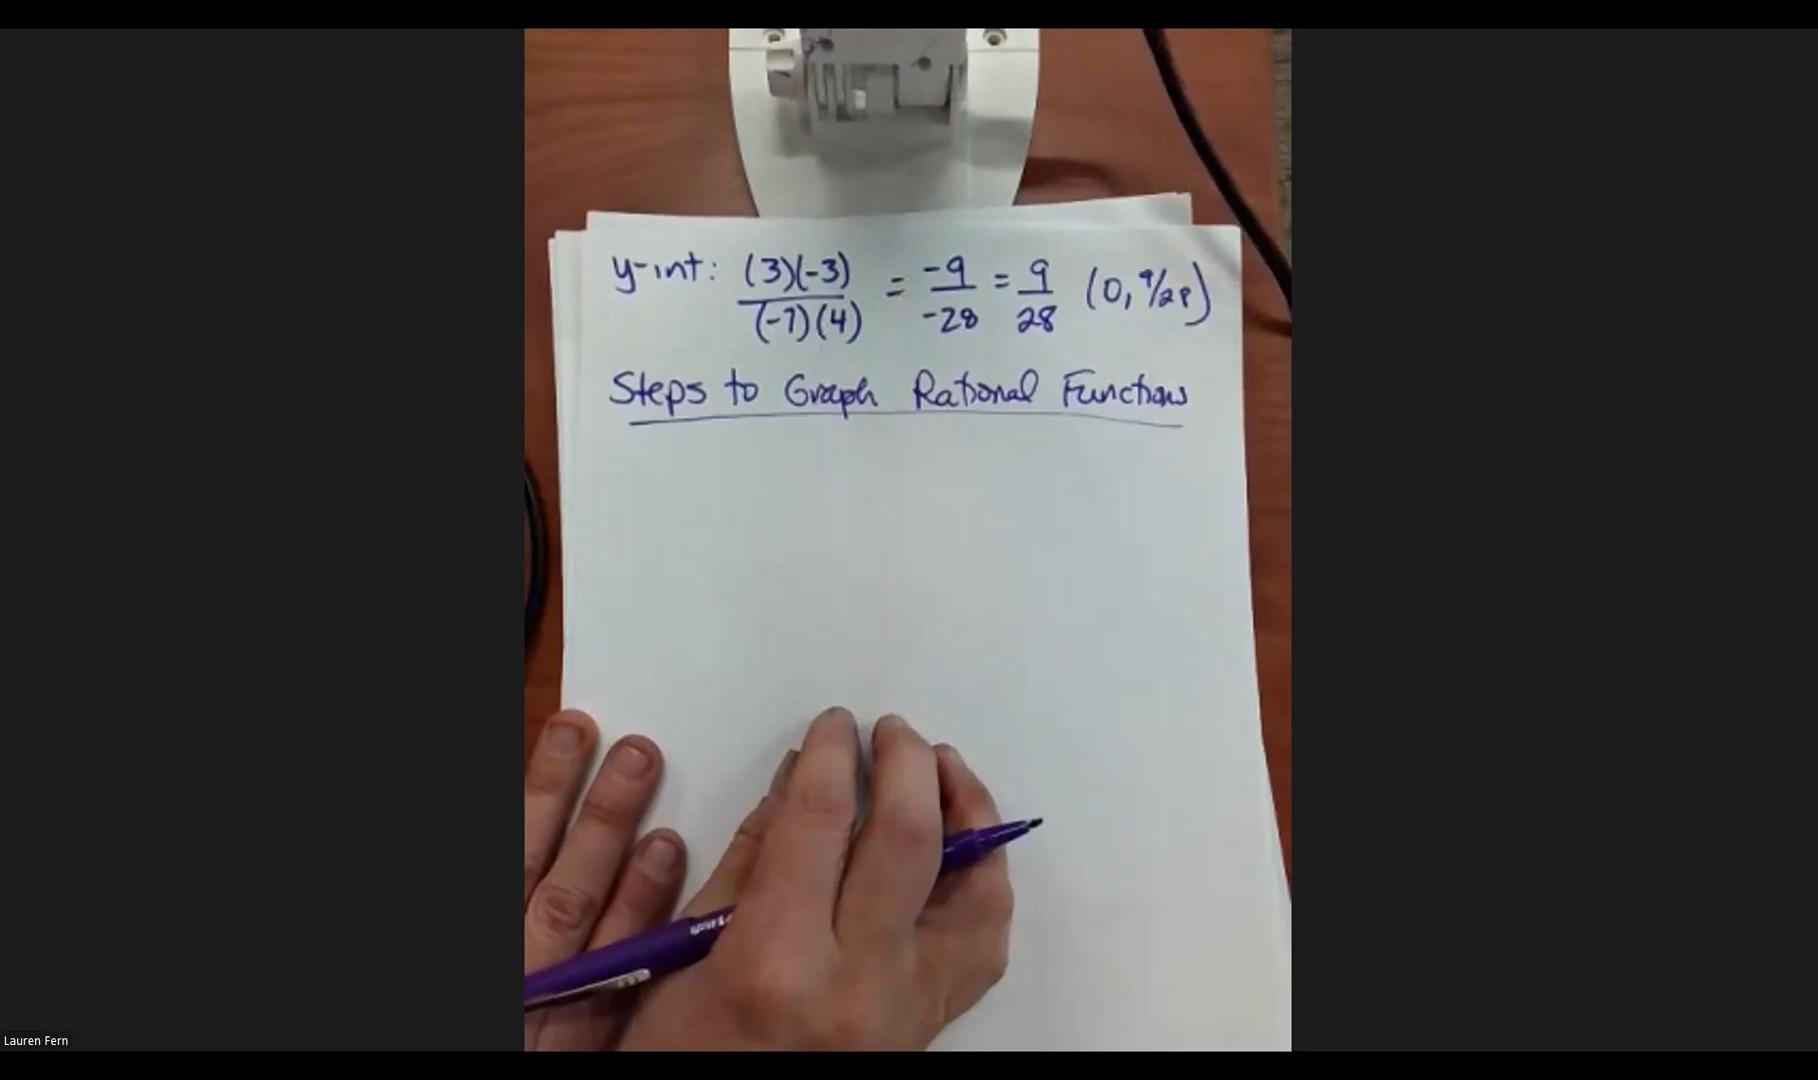 y-int: (3)(-3) / (-7)(4) = -9/-28 = 9/28 (0, 9/28)
Steps to Graph Rational Functions
Lauren Fern